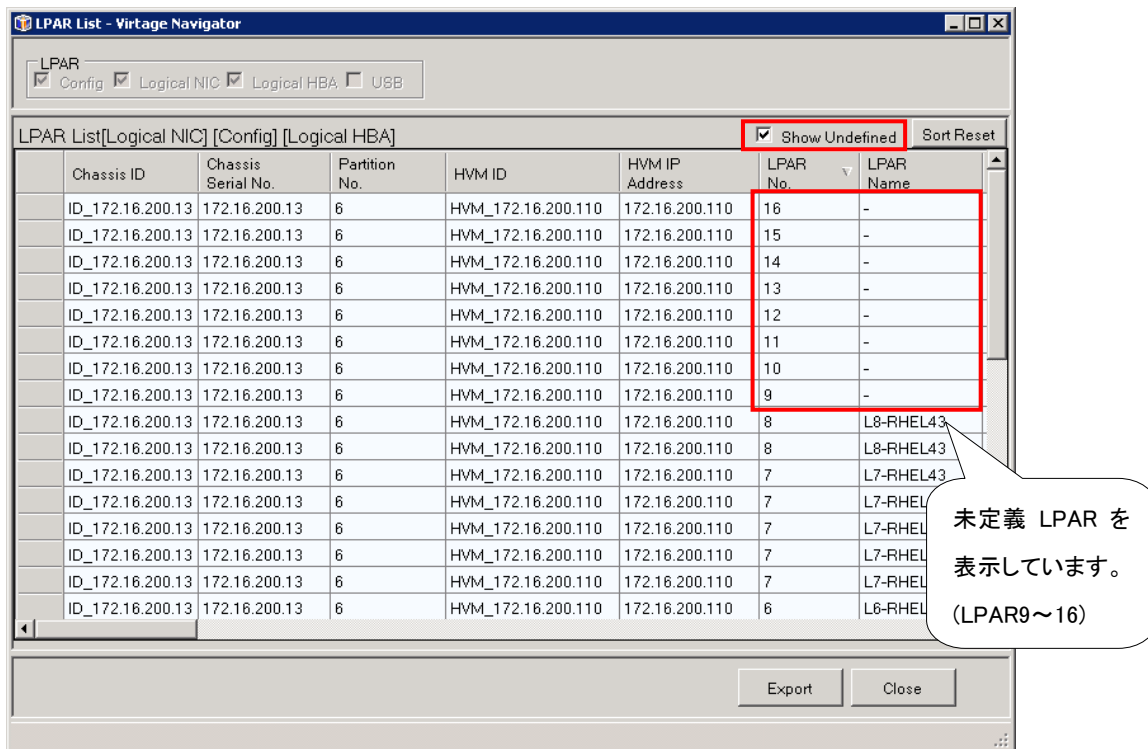 LPAR List - Virtage Navigator
LPAR
Config Logical NIC Logical HBA USB
LPAR List[Logical NIC] [Config] [Logical HBA] Show Undefined Sort Reset
Chassis ID Chassis Serial No. Partition No. HVM ID HVM IP Address LPAR No. LPAR Name
ID_172.16.200.13 172.16.200.13 6 HVM_172.16.200.110 172.16.200.110 16 -
ID_172.16.200.13 172.16.200.13 6 HVM_172.16.200.110 172.16.200.110 15 -
ID_172.16.200.13 172.16.200.13 6 HVM_172.16.200.110 172.16.200.110 14 -
ID_172.16.200.13 172.16.200.13 6 HVM_172.16.200.110 172.16.200.110 13 -
ID_172.16.200.13 172.16.200.13 6 HVM_172.16.200.110 172.16.200.110 12 -
ID_172.16.200.13 172.16.200.13 6 HVM_172.16.200.110 172.16.200.110 11 -
ID_172.16.200.13 172.16.200.13 6 HVM_172.16.200.110 172.16.200.110 10 -
ID_172.16.200.13 172.16.200.13 6 HVM_172.16.200.110 172.16.200.110 9 -
ID_172.16.200.13 172.16.200.13 6 HVM_172.16.200.110 172.16.200.110 8 L8-RHEL43
ID_172.16.200.13 172.16.200.13 6 HVM_172.16.200.110 172.16.200.110 8 L8-RHEL43
ID_172.16.200.13 172.16.200.13 6 HVM_172.16.200.110 172.16.200.110 7 L7-RHEL43
ID_172.16.200.13 172.16.200.13 6 HVM_172.16.200.110 172.16.200.110 7 L7-RHEL
ID_172.16.200.13 172.16.200.13 6 HVM_172.16.200.110 172.16.200.110 7 L7-RHEL
ID_172.16.200.13 172.16.200.13 6 HVM_172.16.200.110 172.16.200.110 7 L7-RHEL
ID_172.16.200.13 172.16.200.13 6 HVM_172.16.200.110 172.16.200.110 7 L7-RHEL
ID_172.16.200.13 172.16.200.13 6 HVM_172.16.200.110 172.16.200.110 6 L6-RHEL
未定義 LPAR を
表示しています。
(LPAR9～16)
Export Close